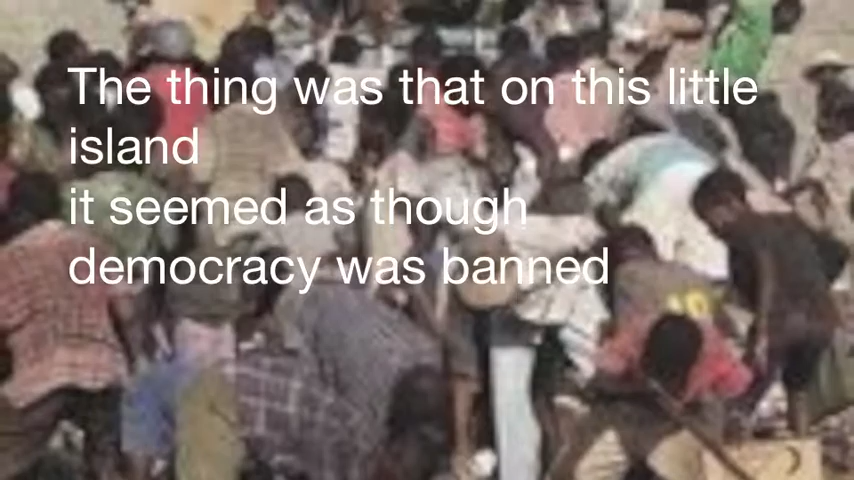 The thing was that on this little
island
it seemed as though
democracy was banned